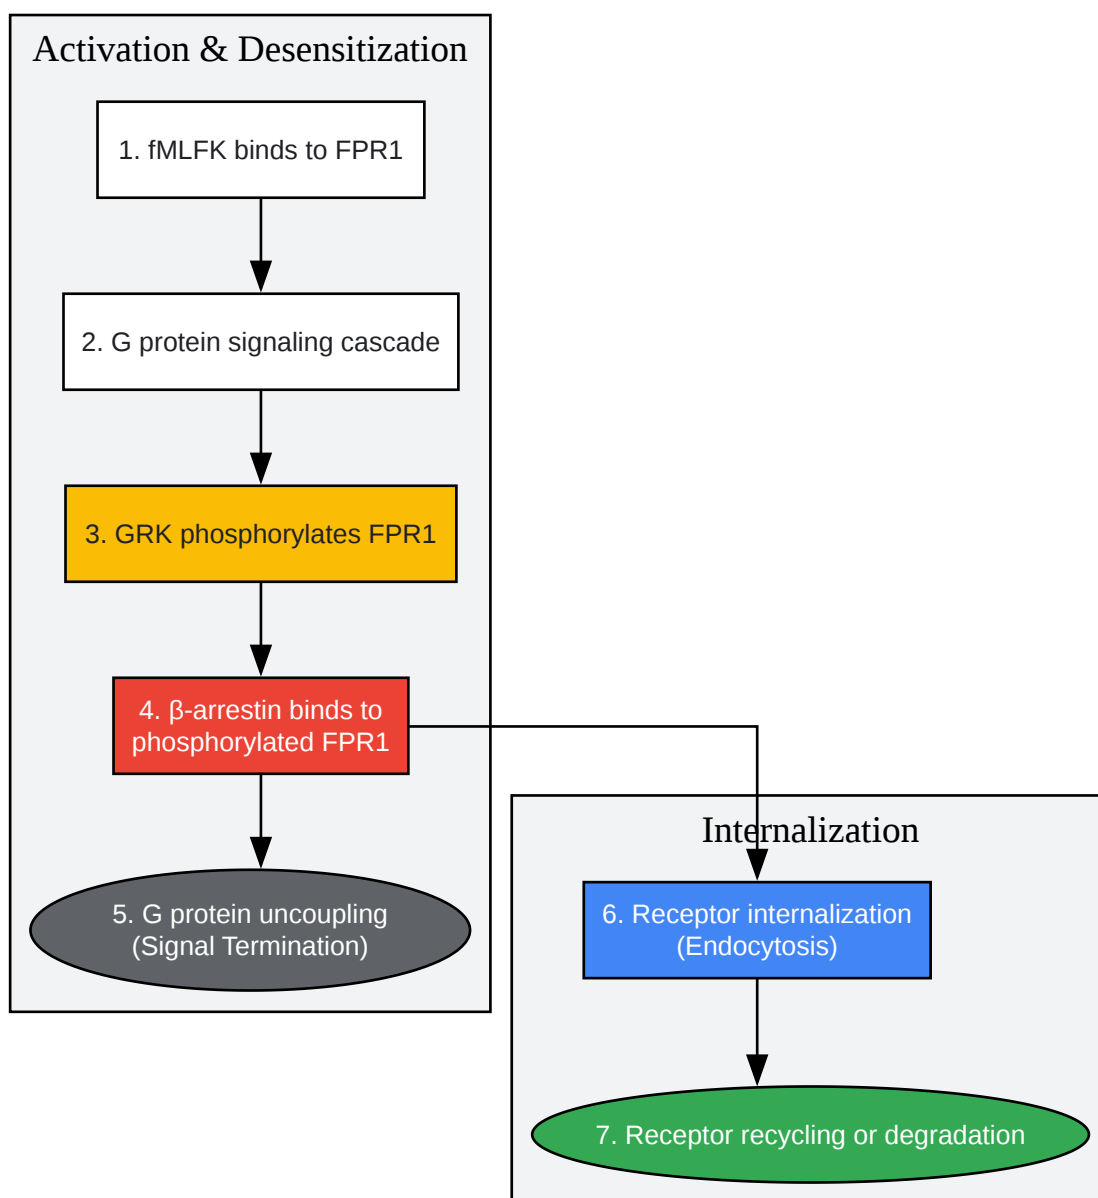 Activation & Desensitization
1. fMLFK binds to FPR1
2. G protein signaling cascade
3. GRK phosphorylates FPR1
4. β-arrestin binds to
phosphorylated FPR1
5. G protein uncoupling
(Signal Termination)
Internalization
6. Receptor internalization
(Endocytosis)
7. Receptor recycling or degradation